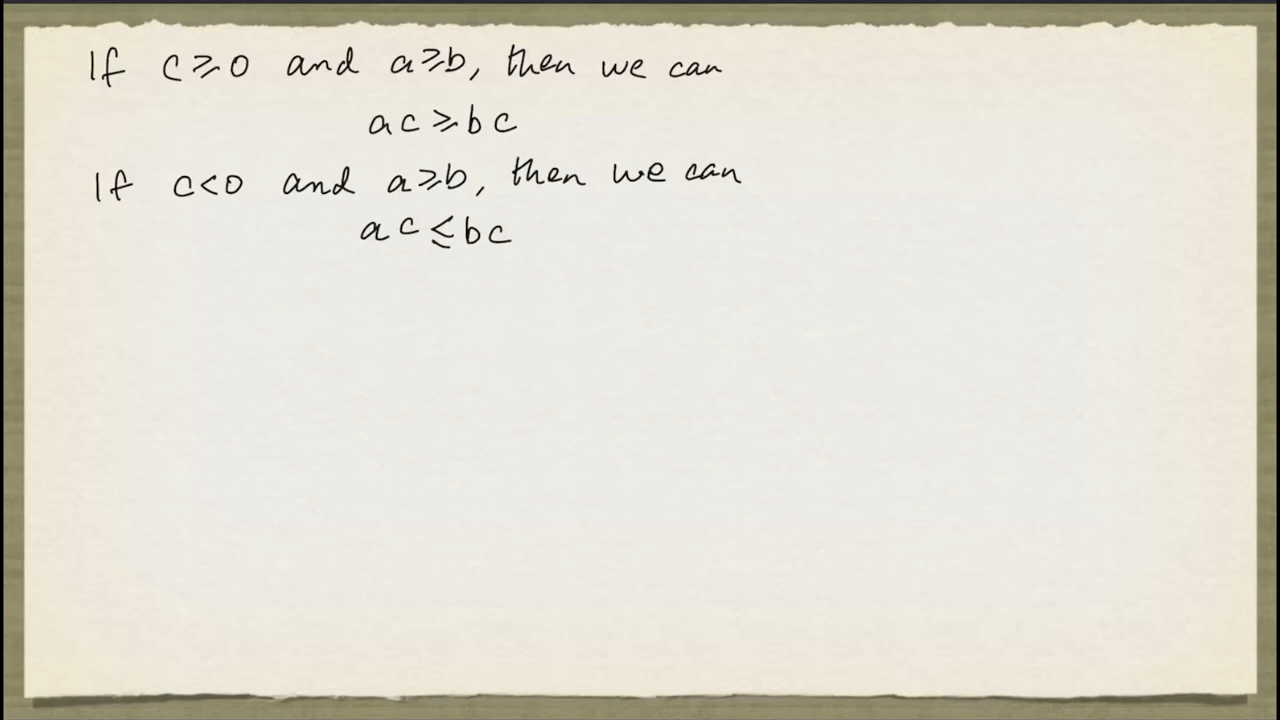 If c ⩾ 0 and a ⩾ b, then we can
ac ⩾ bc
If c < 0 and a ⩾ b, then we can
ac ≤ bc